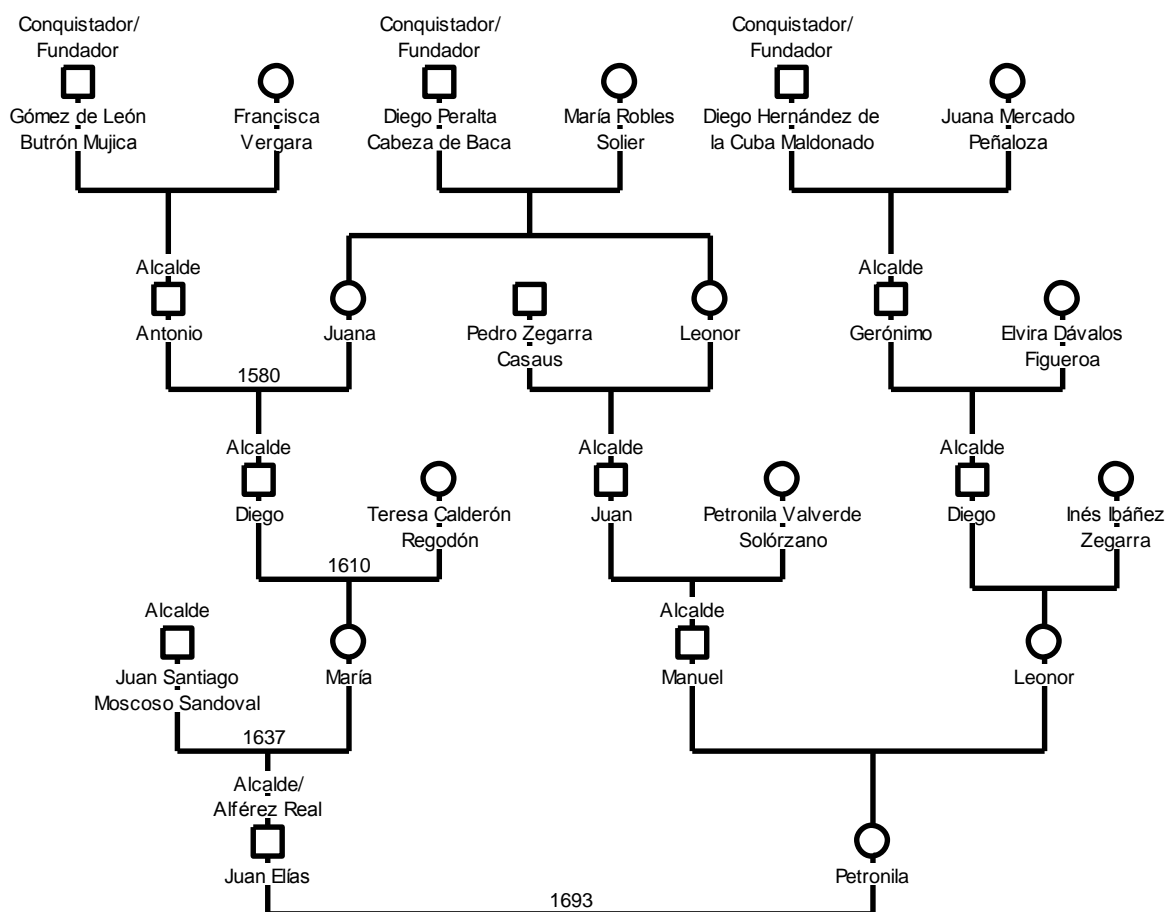 Conquistador/
Fundador
Gómez de León
Butrón Mujica
Francisca
Vergara
Conquistador/
Fundador
Diego Peralta
Cabeza de Baca
María Robles
Solier
Conquistador/
Fundador
Diego Hernández de
la Cuba Maldonado
Juana Mercado
Peñaloza
Alcalde
Antonio
Juana
Pedro Zegarra
Casaus
Leonor
Alcalde
Gerónimo
Elvira Dávalos
Figueroa
1580
Alcalde
Diego
Teresa Calderón
Regodón
Alcalde
Juan
Petronila Valverde
Solórzano
Alcalde
Diego
Inés Ibáñez
Zegarra
1610
Alcalde
Juan Santiago
Moscoso Sandoval
María
Alcalde
Manuel
Leonor
1637
Alcalde/
Alférez Real
Juan Elías
Petronila
1693